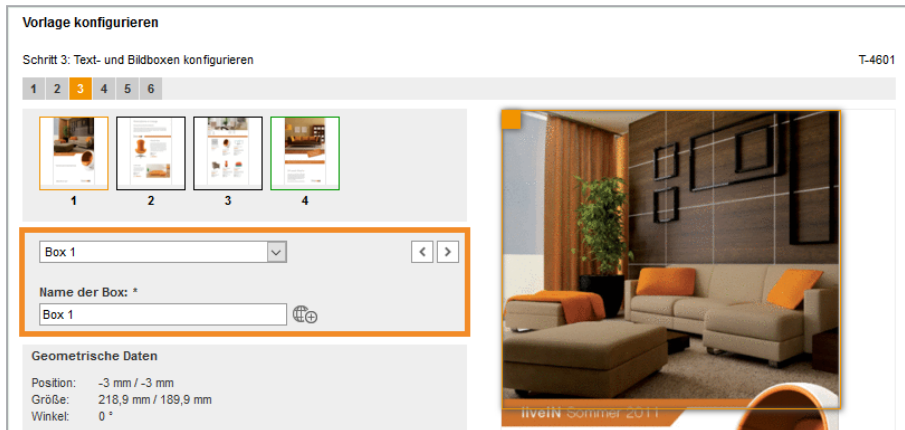 Vorlage konfigurieren
Schritt 3: Text- und Bildboxen konfigurieren T-4601
1 2 3 4 5 6
1 2 3 4
Box 1
Name der Box: *
Box 1
Geometrische Daten
Position: -3 mm / -3 mm
Größe: 218,9 mm / 189,9 mm
Winkel: 0 °
liveIN Sommer 2011